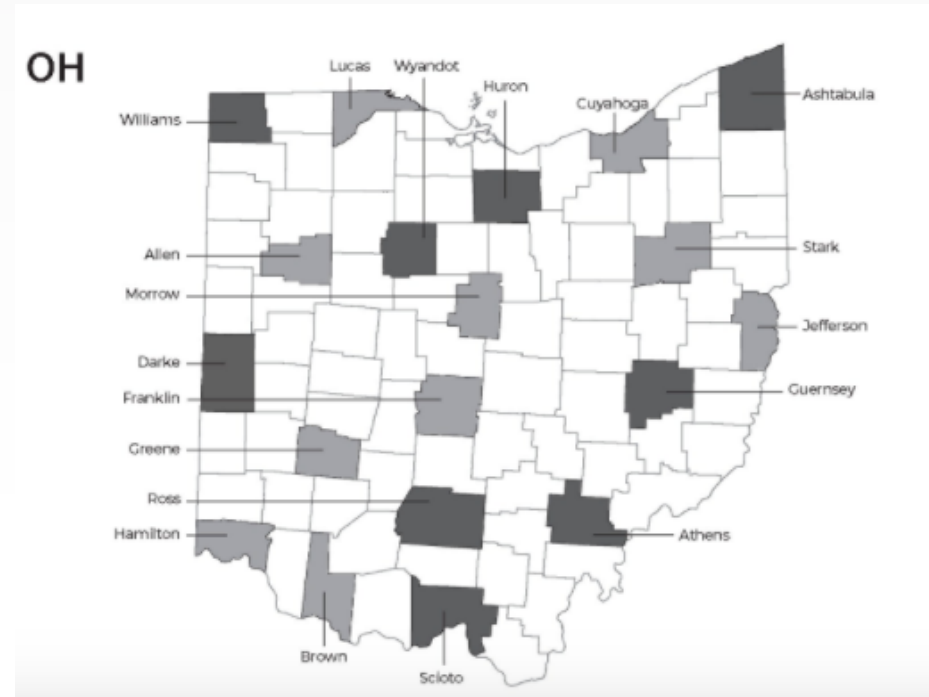 OH
Lucas
Wyandot
Huron
Cuyahoga
Ashtabula
Williams
Allen
Stark
Morrow
Jefferson
Darke
Guernsey
Franklin
Greene
Ross
Hamilton
Athens
Brown
Scioto